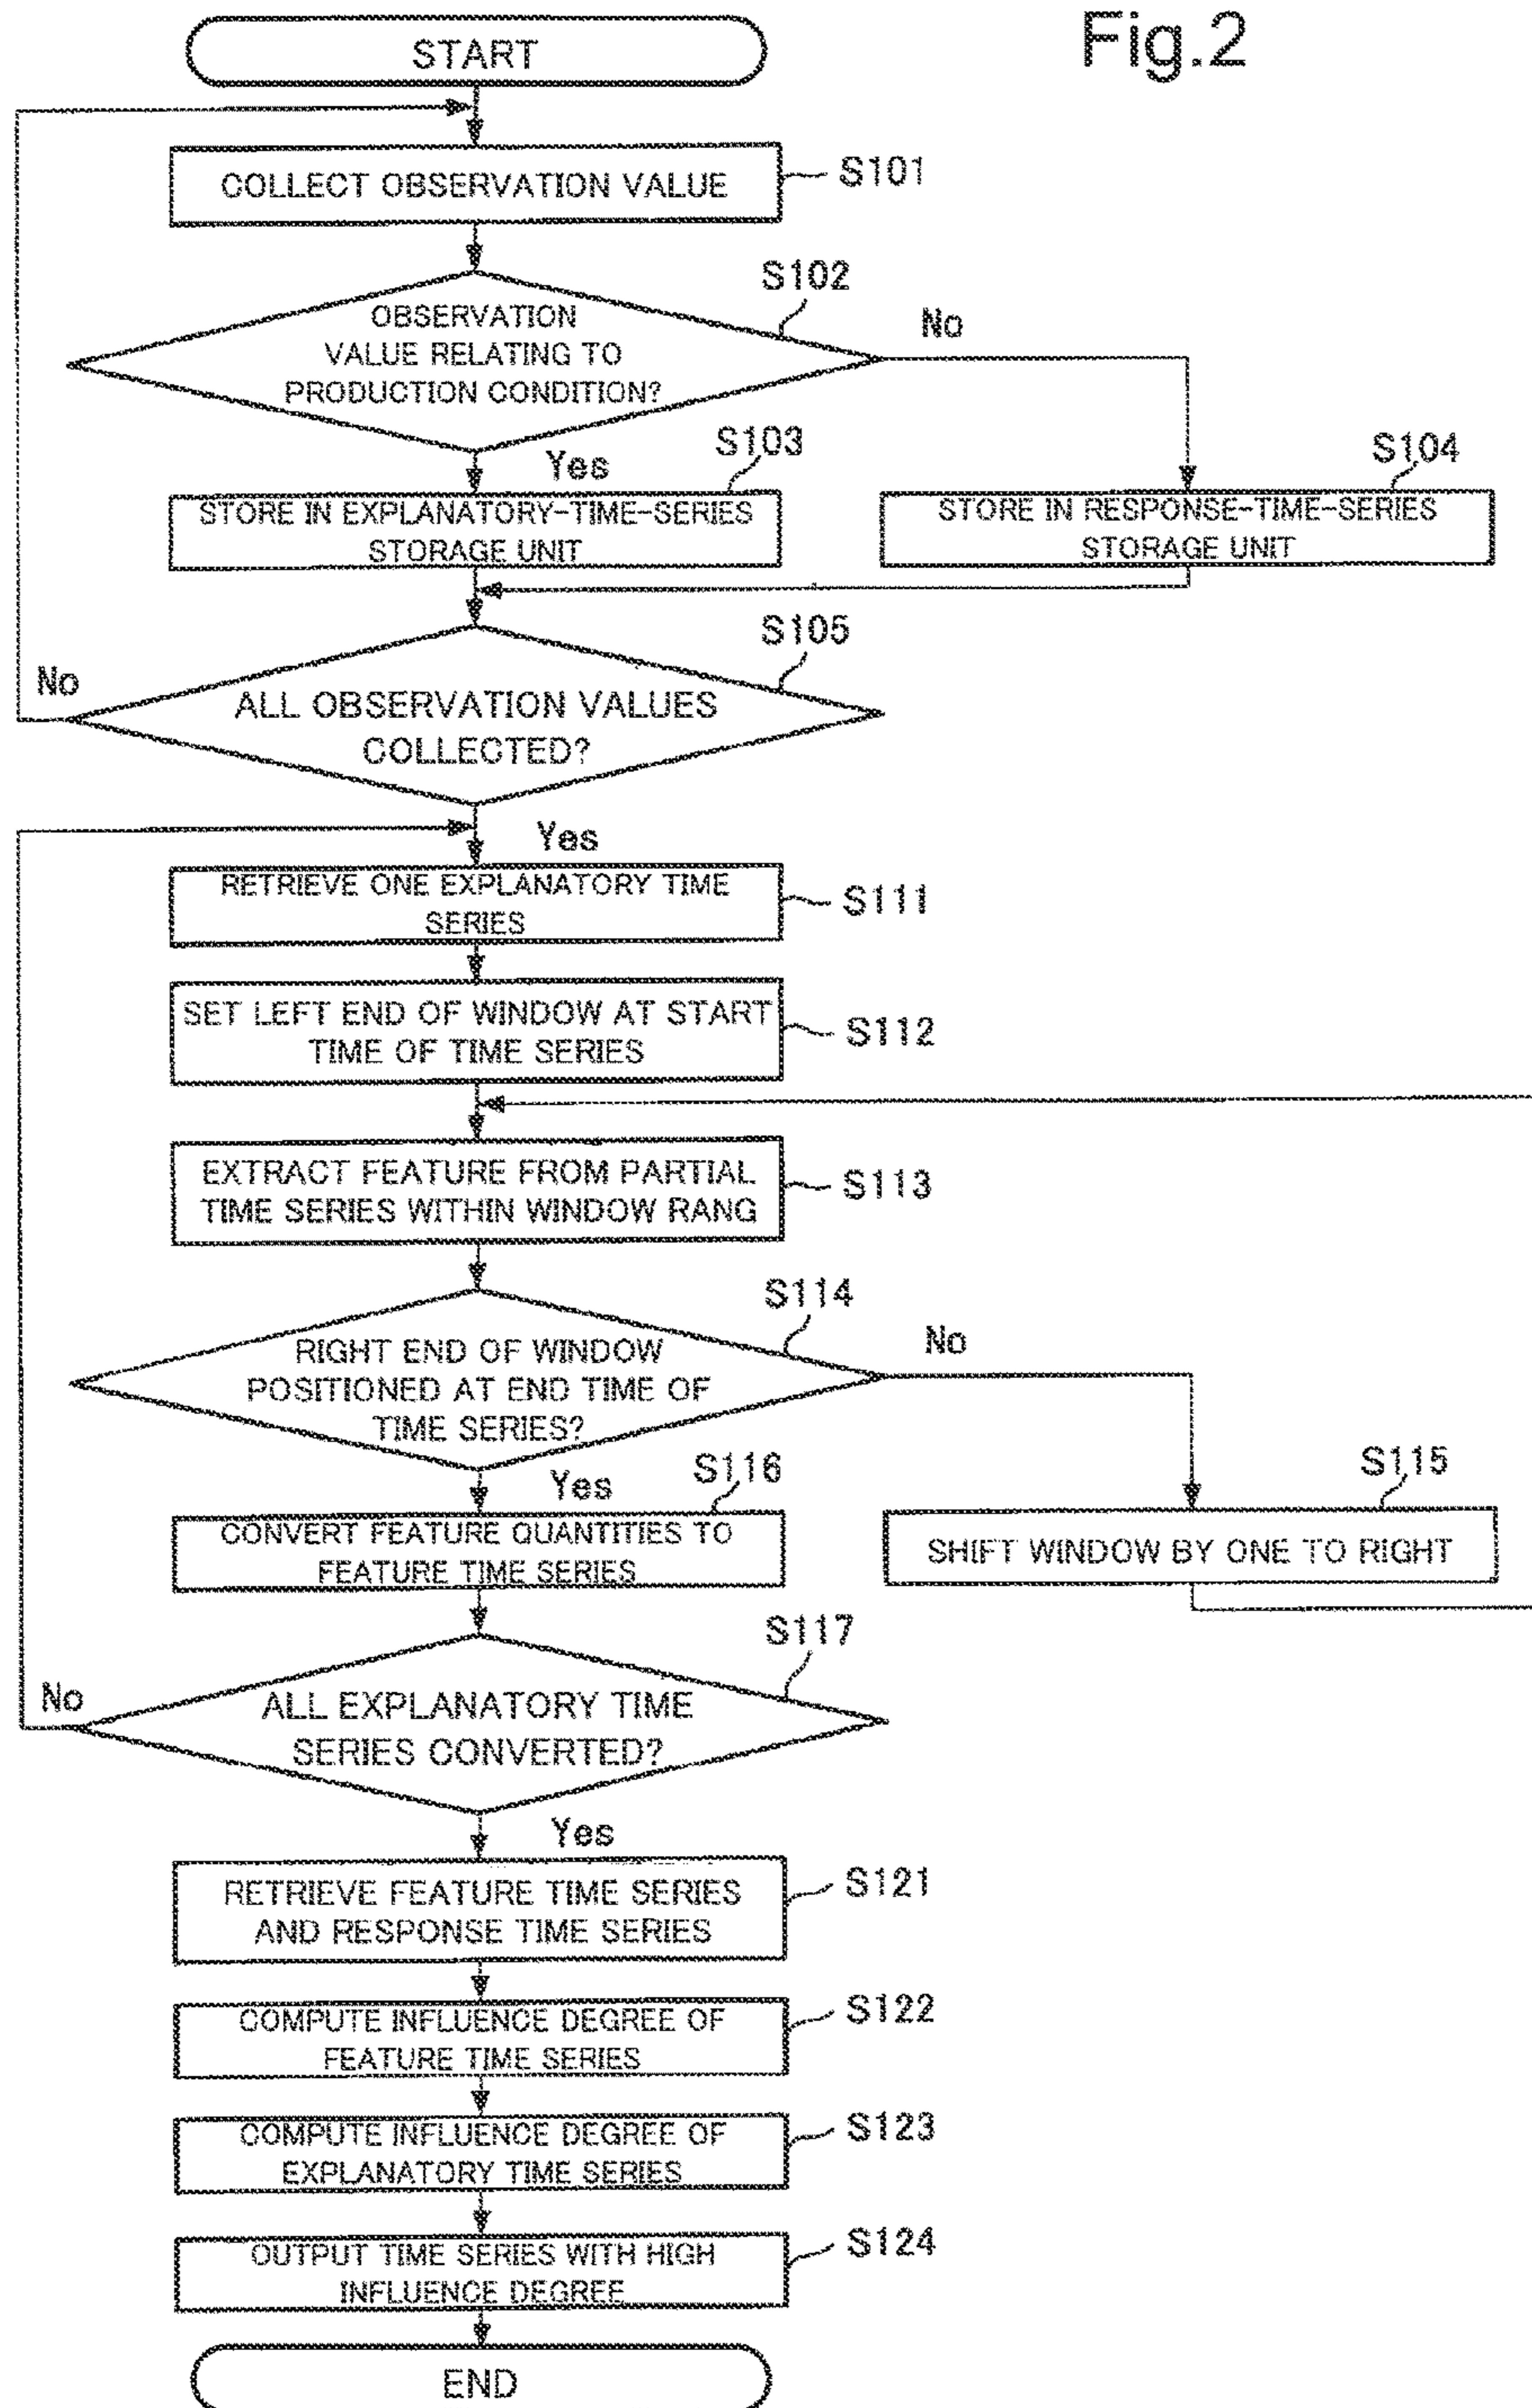 Fig.2
START
COLLECT OBSERVATION VALUE
S101
S102
OBSERVATION
VALUE RELATING TO
PRODUCTION CONDITION?
No
Yes
S103
STORE IN EXPLANATORY-TIME-SERIES
STORAGE UNIT
S104
STORE IN RESPONSE-TIME-SERIES
STORAGE UNIT
S105
No
ALL OBSERVATION VALUES
COLLECTED?
Yes
RETRIEVE ONE EXPLANATORY TIME
SERIES
S111
SET LEFT END OF WINDOW AT START
TIME OF TIME SERIES
S112
EXTRACT FEATURE FROM PARTIAL
TIME SERIES WITHIN WINDOW RANG
S113
S114
RIGHT END OF WINDOW
POSITIONED AT END TIME OF
TIME SERIES?
No
Yes
S116
CONVERT FEATURE QUANTITIES TO
FEATURE TIME SERIES
S115
SHIFT WINDOW BY ONE TO RIGHT
S117
No
ALL EXPLANATORY TIME
SERIES CONVERTED?
Yes
RETRIEVE FEATURE TIME SERIES
AND RESPONSE TIME SERIES
S121
COMPUTE INFLUENCE DEGREE OF
FEATURE TIME SERIES
S122
COMPUTE INFLUENCE DEGREE OF
EXPLANATORY TIME SERIES
S123
OUTPUT TIME SERIES WITH HIGH
INFLUENCE DEGREE
S124
END